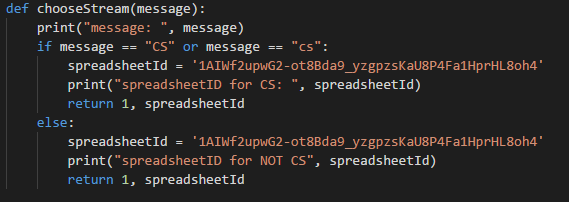 def chooseStream(message):
    print("message: ", message)
    if message == "CS" or message == "cs":
        spreadsheetId = '1AIWf2upwG2-ot8Bda9_yzgpzsKaU8P4Fa1HprHL8oh4'
        print("spreadsheetID for CS: ", spreadsheetId)
        return 1, spreadsheetId
    else:
        spreadsheetId = '1AIWf2upwG2-ot8Bda9_yzgpzsKaU8P4Fa1HprHL8oh4'
        print("spreadsheetID for NOT CS", spreadsheetId)
        return 1, spreadsheetId